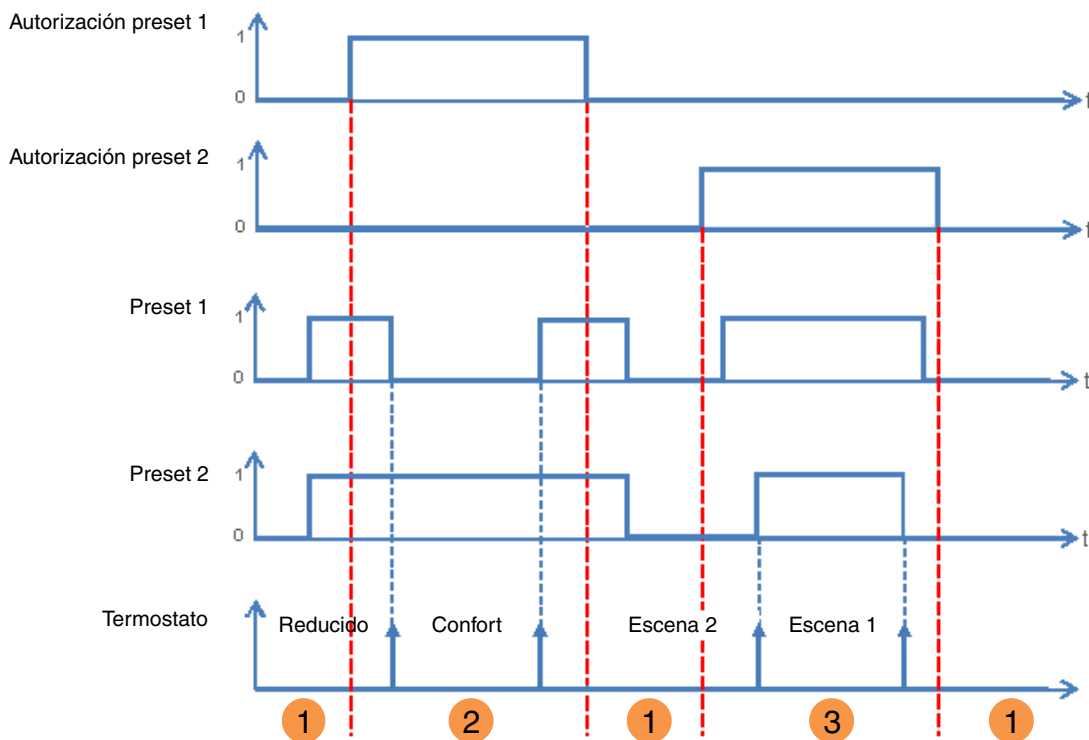 Autorización preset 1
1
0
t
Autorización preset 2
1
0
t
Preset 1
1
0
t
Preset 2
1
0
t
Termostato
Reducido
Confort
Escena 2
Escena 1
1
2
1
3
1